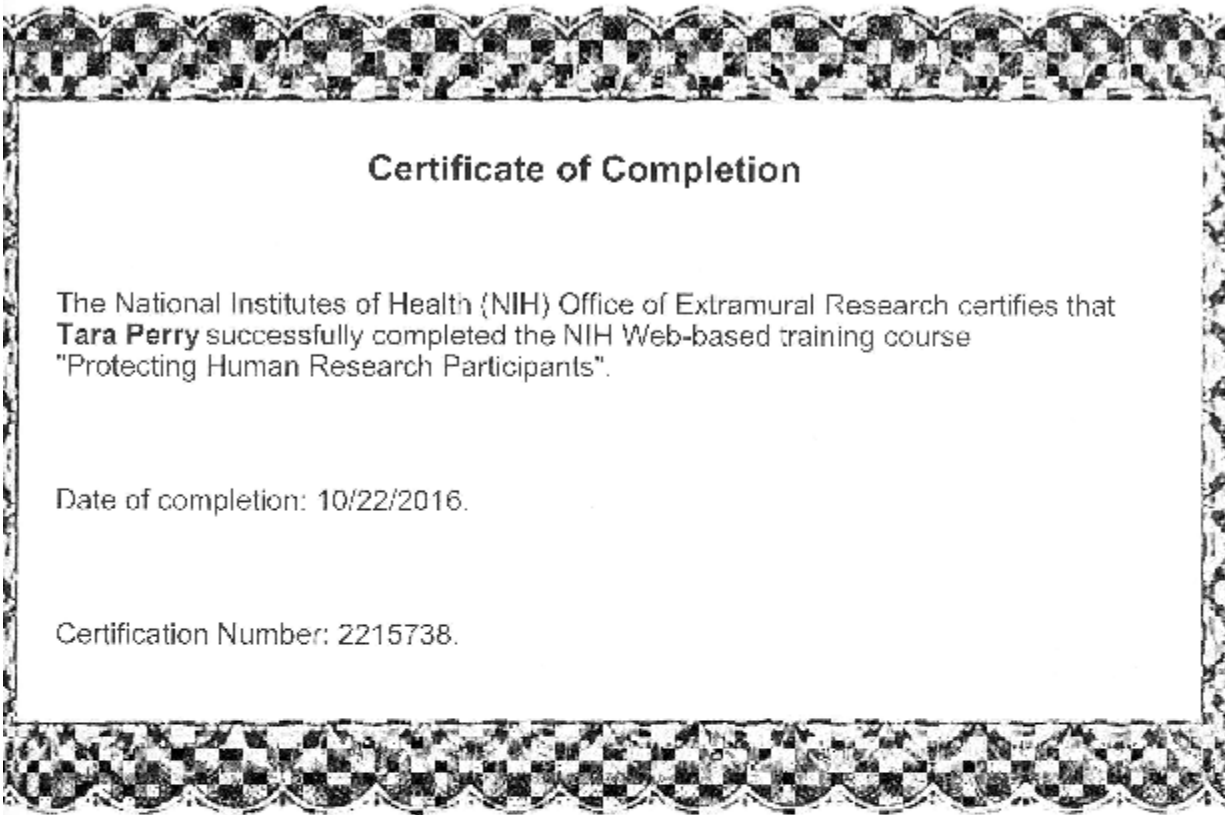 Certificate of Completion
The National Institutes of Health (NIH) Office of Extramural Research certifies that
Tara Perry successfully completed the NIH Web-based training course
"Protecting Human Research Participants".
Date of completion: 10/22/2016.
Certification Number: 2215738.